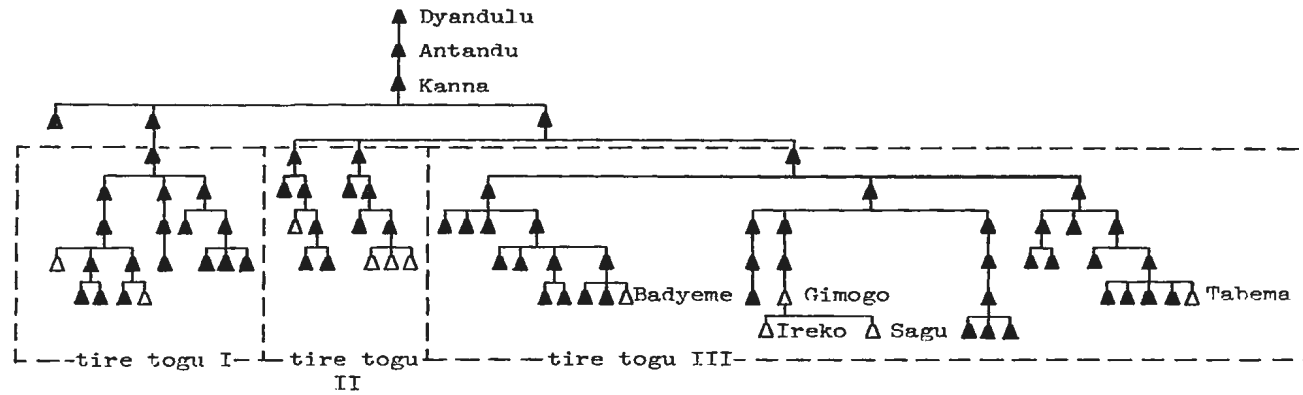 Dyandulu
Antandu
Kanna
Badyeme
Gimogo
Tabema
Ireko
Sagu
tire togu I
tire togu
II
tire togu III